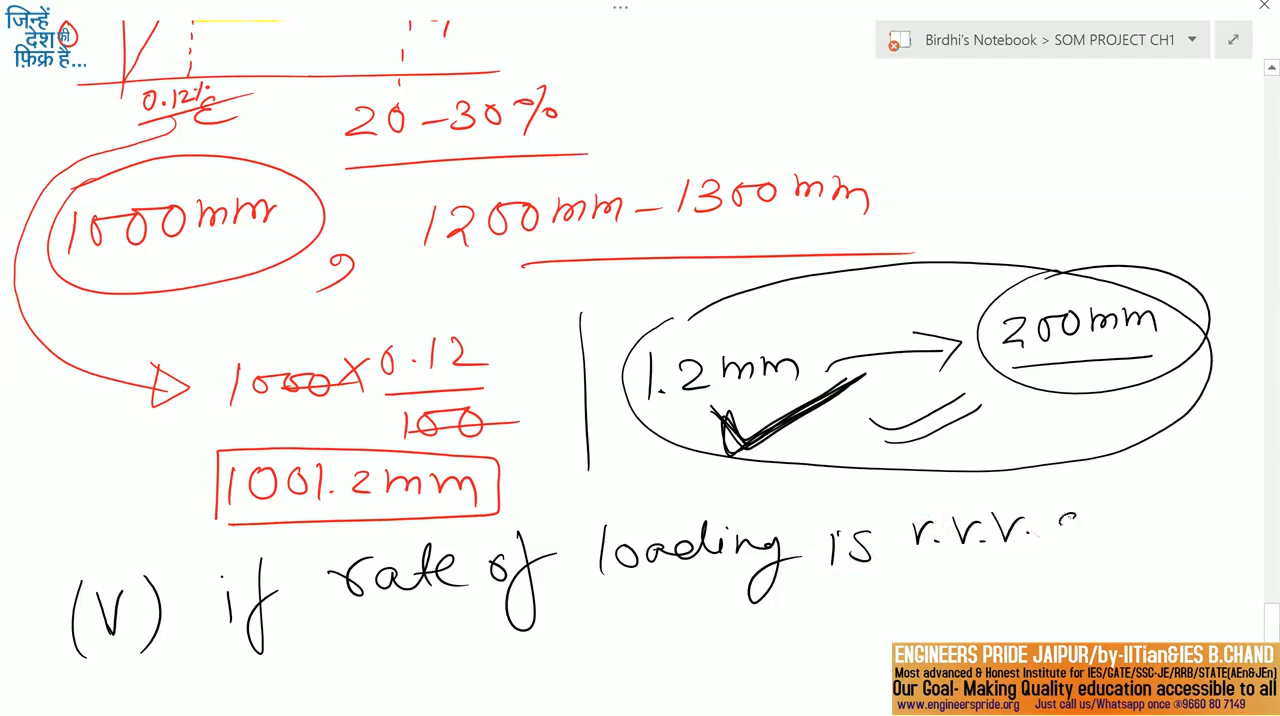 जिन्हें
देश की
फ़िक्र है...
Birdhi's Notebook > SOM PROJECT CH1
0.12%
20 - 30%
1000mm
,
1200mm - 1300mm
1000 x 0.12
100
1001.2mm
1.2mm → 200mm
(V) if rate of loading is v.v.v.
ENGINEERS PRIDE JAIPUR/by-IITian&IES B.CHAND
Most advanced & Honest Institute for IES/GATE/SSC-JE/RRB/STATE(AEn&JEn)
Our Goal- Making Quality education accessible to all
www.engineerspride.org Just call us/Whatsapp once @9660 80 7149